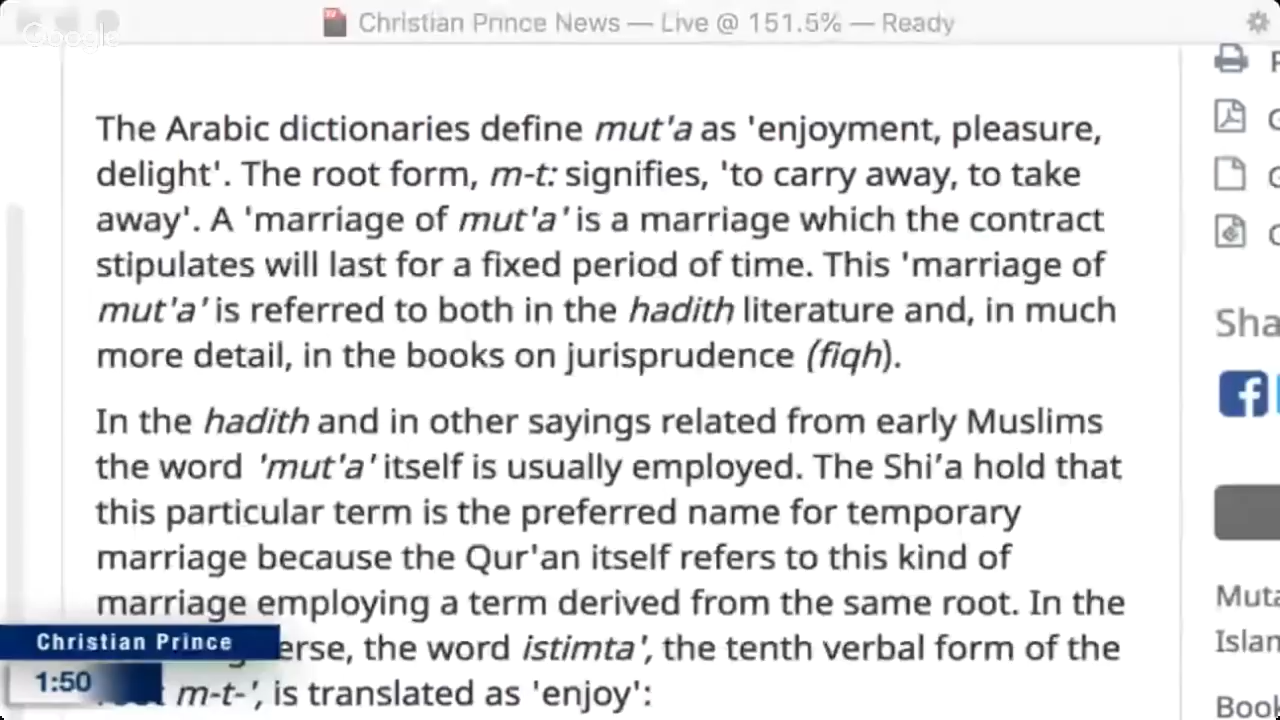 Christian Prince News — Live @ 151.5% — Ready
Google
The Arabic dictionaries define mut'a as 'enjoyment, pleasure,
delight'. The root form, m-t: signifies, 'to carry away, to take
away'. A 'marriage of mut'a' is a marriage which the contract
stipulates will last for a fixed period of time. This 'marriage of
mut'a' is referred to both in the hadith literature and, in much
more detail, in the books on jurisprudence (fiqh).
In the hadith and in other sayings related from early Muslims
the word 'mut'a' itself is usually employed. The Shi’a hold that
this particular term is the preferred name for temporary
marriage because the Qur'an itself refers to this kind of
marriage employing a term derived from the same root. In the
erse, the word istimta', the tenth verbal form of the
m-t-', is translated as 'enjoy':
Christian Prince
1:50
Sha
Muta
Islan
Book